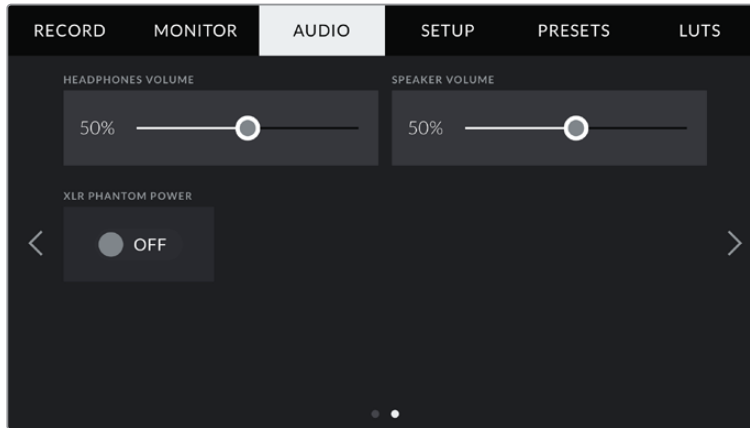 RECORD MONITOR AUDIO SETUP PRESETS LUTS
HEADPHONES VOLUME SPEAKER VOLUME
50% 50%
XLR PHANTOM POWER
OFF